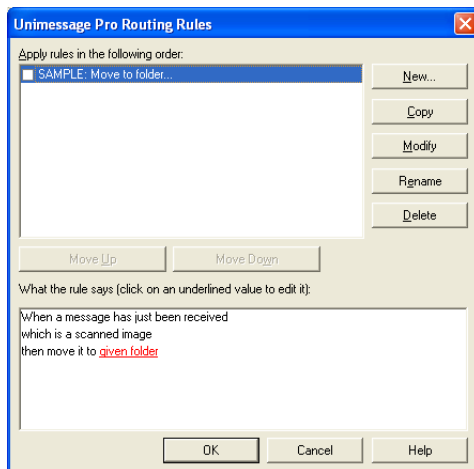 Unimessage Pro Routing Rules
Apply rules in the following order:
SAMPLE: Move to folder...
New...
Copy
Modify
Rename
Delete
Move Up
Move Down
What the rule says (click on an underlined value to edit it):
When a message has just been received
which is a scanned image
then move it to given folder
OK
Cancel
Help